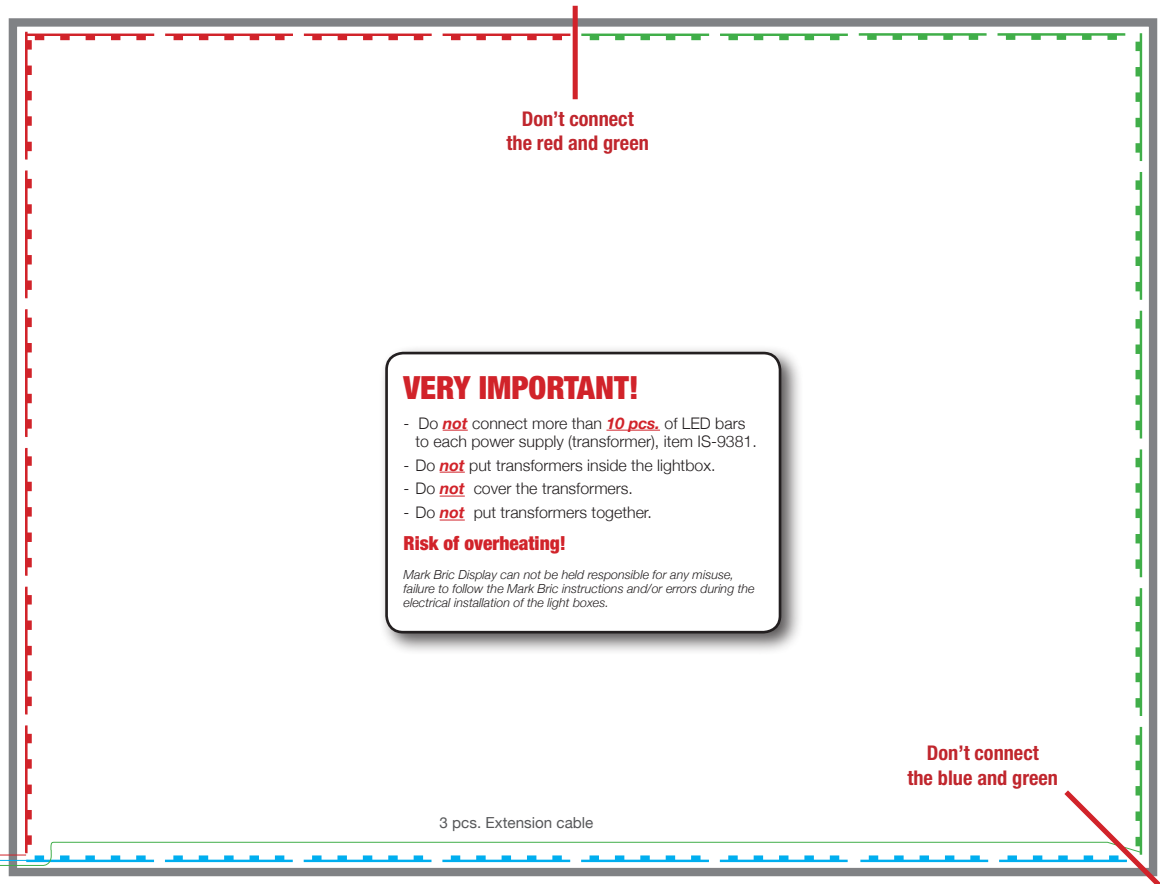 Don't connect
the red and green
VERY IMPORTANT!
- Do not connect more than 10 pcs. of LED bars
to each power supply (transformer), item IS-9381.
- Do not put transformers inside the lightbox.
- Do not cover the transformers.
- Do not put transformers together.
Risk of overheating!
Mark Bric Display can not be held responsible for any misuse,
failure to follow the Mark Bric instructions and/or errors during the
electrical installation of the light boxes.
Don't connect
the blue and green
3 pcs. Extension cable